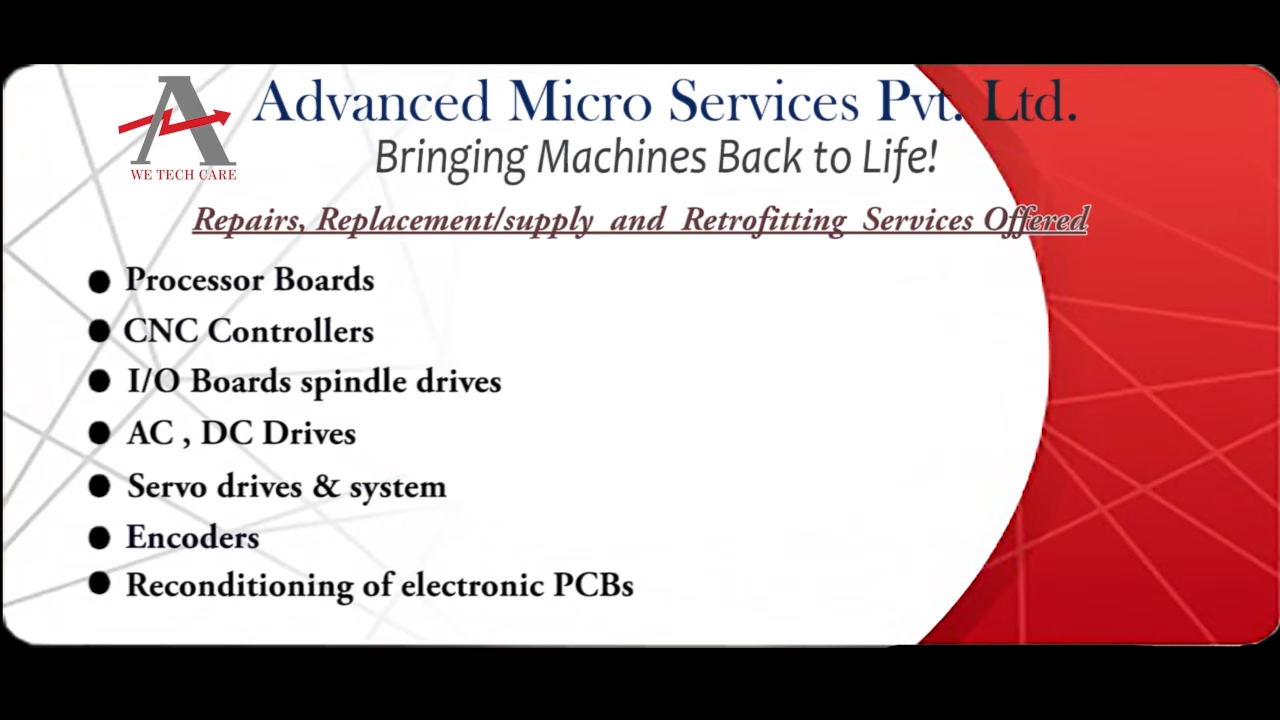 Advanced Micro Services Pvt. Ltd.
WE TECH CARE
Bringing Machines Back to Life!
Repairs, Replacement/supply and Retrofitting Services Offered
Processor Boards
CNC Controllers
I/O Boards spindle drives
AC , DC Drives
Servo drives & system
Encoders
Reconditioning of electronic PCBs